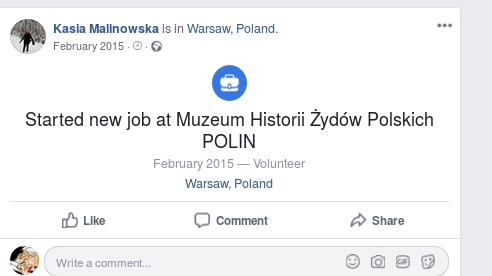 Kasia Malinowska is in Warsaw, Poland.
February 2015 · ·
Started new job at Muzeum Historii Żydów Polskich
POLIN
February 2015 — Volunteer
Warsaw, Poland
Like Comment Share
Write a comment... GIF